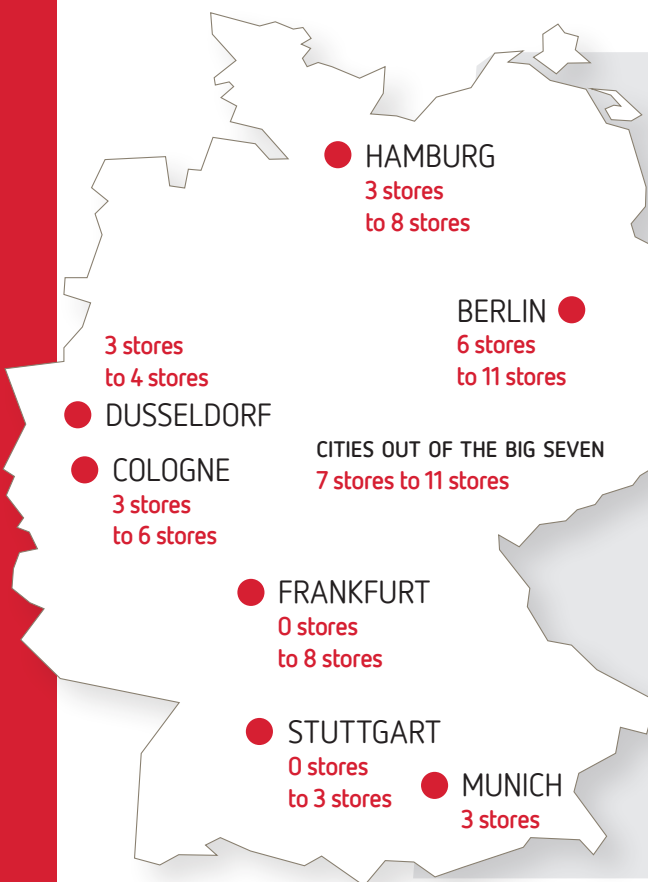 HAMBURG
3 stores
to 8 stores
BERLIN
6 stores
to 11 stores
3 stores
to 4 stores
DUSSELDORF
CITIES OUT OF THE BIG SEVEN
7 stores to 11 stores
COLOGNE
3 stores
to 6 stores
FRANKFURT
0 stores
to 8 stores
STUTTGART
0 stores
to 3 stores
MUNICH
3 stores